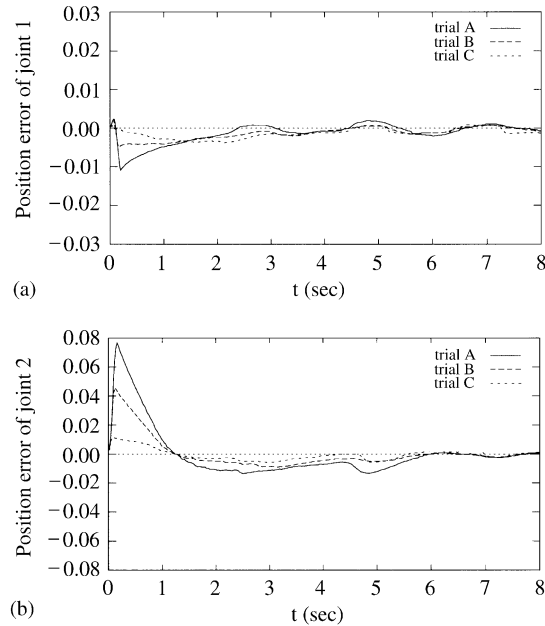 0.03
0.02
0.01
0.00
−0.01
−0.02
−0.03
Position error of joint 1
trial A
trial B
trial C
0 1 2 3 4 5 6 7 8
t (sec)
(a)
0.08
0.06
0.04
0.02
0.00
−0.02
−0.04
−0.06
−0.08
Position error of joint 2
trial A
trial B
trial C
0 1 2 3 4 5 6 7 8
t (sec)
(b)